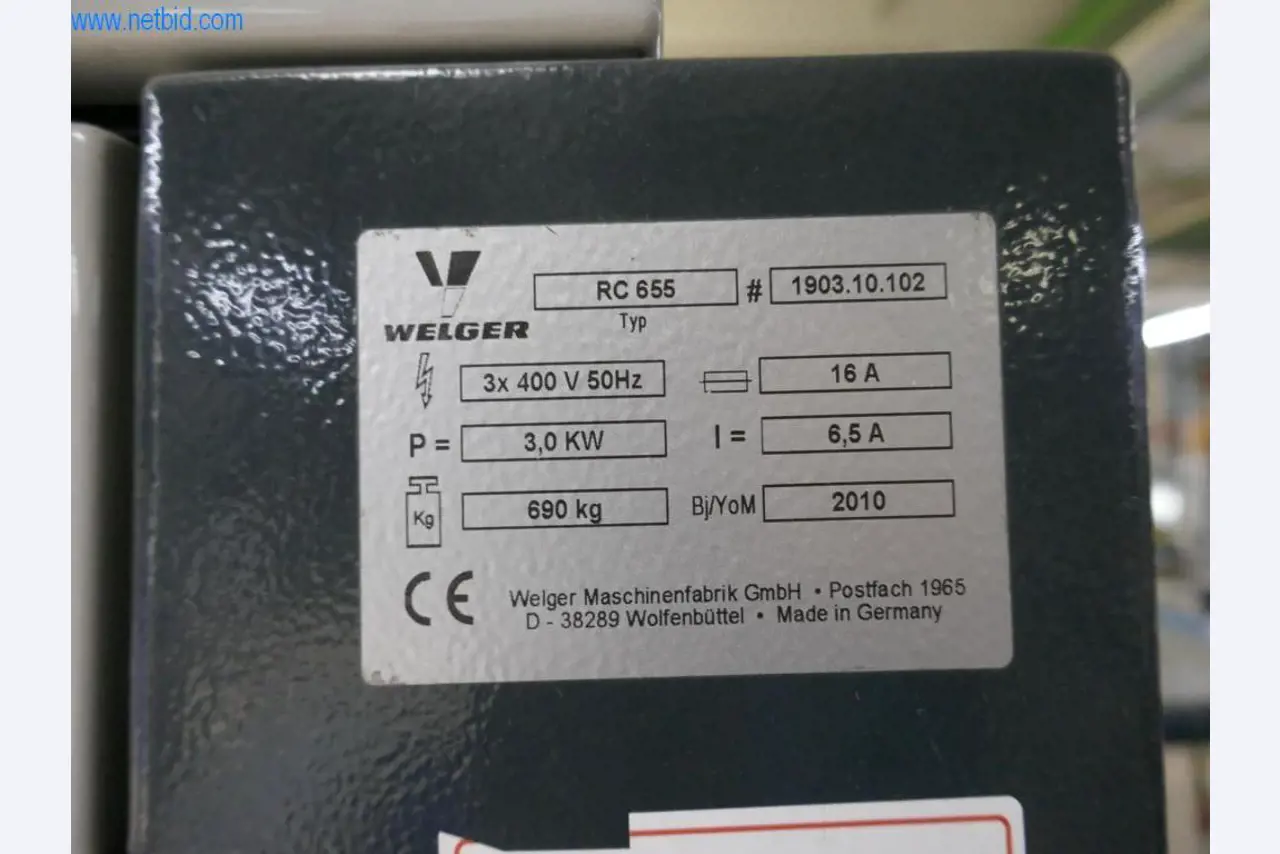 www.netbid.com
RC 655 # 1903.10.102
Typ
WELGER
3x 400 V 50Hz 16 A
P = 3,0 KW I = 6,5 A
Kg 690 kg Bj/YoM 2010
CE Welger Maschinenfabrik GmbH • Postfach 1965
D - 38289 Wolfenbüttel • Made in Germany